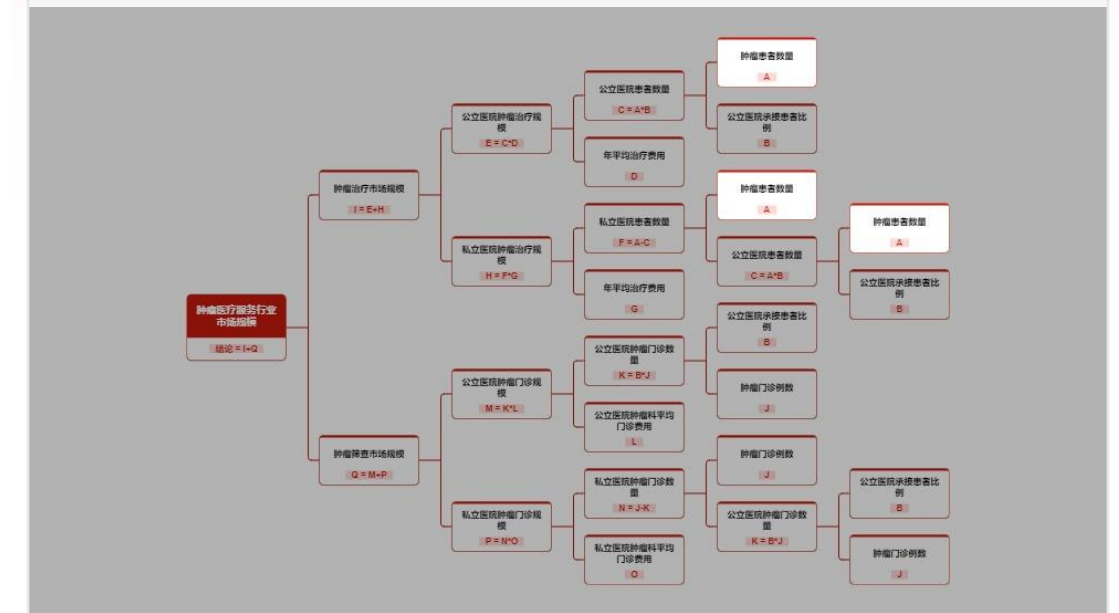 肿瘤患者数量
A
公立医院患者数量
C = A*B
公立医院肿瘤治疗规
模
E = C*D
公立医院承接患者比
例
B
年平均治疗费用
D
肿瘤治疗市场规模
I = E+H
肿瘤患者数量
A
私立医院患者数量
F = A-C
肿瘤患者数量
A
私立医院肿瘤治疗规
模
H = F*G
公立医院患者数量
C = A*B
年平均治疗费用
G
公立医院承接患者比
例
B
肿瘤医疗服务行业
市场规模
结论 = I+Q
公立医院承接患者比
例
B
公立医院肿瘤门诊数
量
K = B*J
公立医院肿瘤门诊规
模
M = K*L
肿瘤门诊例数
J
公立医院肿瘤科平均
门诊费用
L
肿瘤筛查市场规模
Q = M+P
肿瘤门诊例数
J
私立医院肿瘤门诊数
量
N = J-K
公立医院承接患者比
例
B
私立医院肿瘤门诊规
模
P = N*O
公立医院肿瘤门诊数
量
K = B*J
私立医院肿瘤科平均
门诊费用
O
肿瘤门诊例数
J